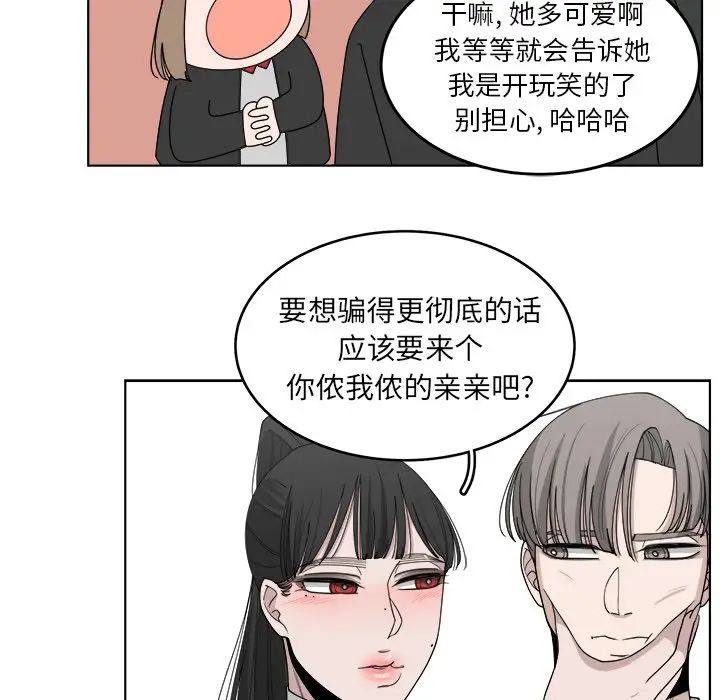 干嘛, 她多可爱啊
我等等就会告诉她
我是开玩笑的了
别担心, 哈哈哈
要想骗得更彻底的话
应该要来个
你侬我侬的亲亲吧?